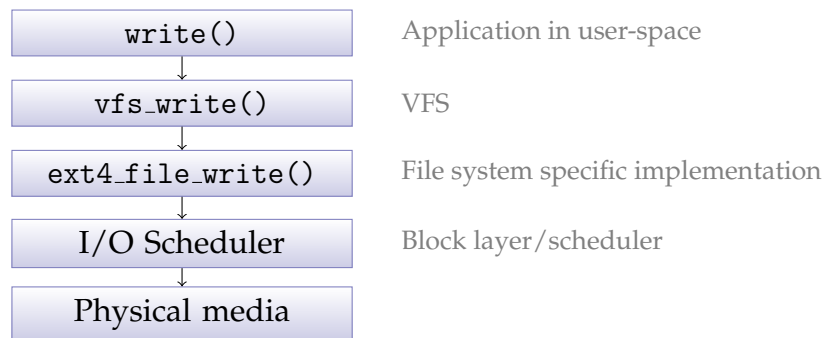 write() Application in user-space
vfs_write() VFS
ext4_file_write() File system specific implementation
I/O Scheduler Block layer/scheduler
Physical media